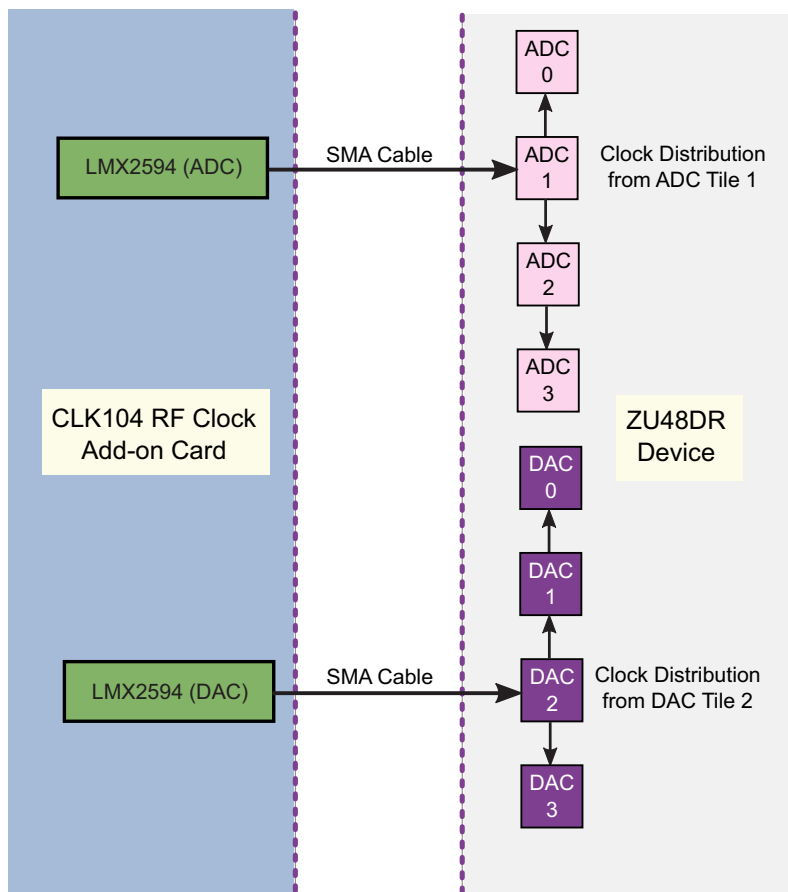 ADC
0
LMX2594 (ADC)
SMA Cable
ADC
1
Clock Distribution
from ADC Tile 1
ADC
2
ADC
3
CLK104 RF Clock
Add-on Card
ZU48DR
Device
DAC
0
DAC
1
LMX2594 (DAC)
SMA Cable
DAC
2
Clock Distribution
from DAC Tile 2
DAC
3